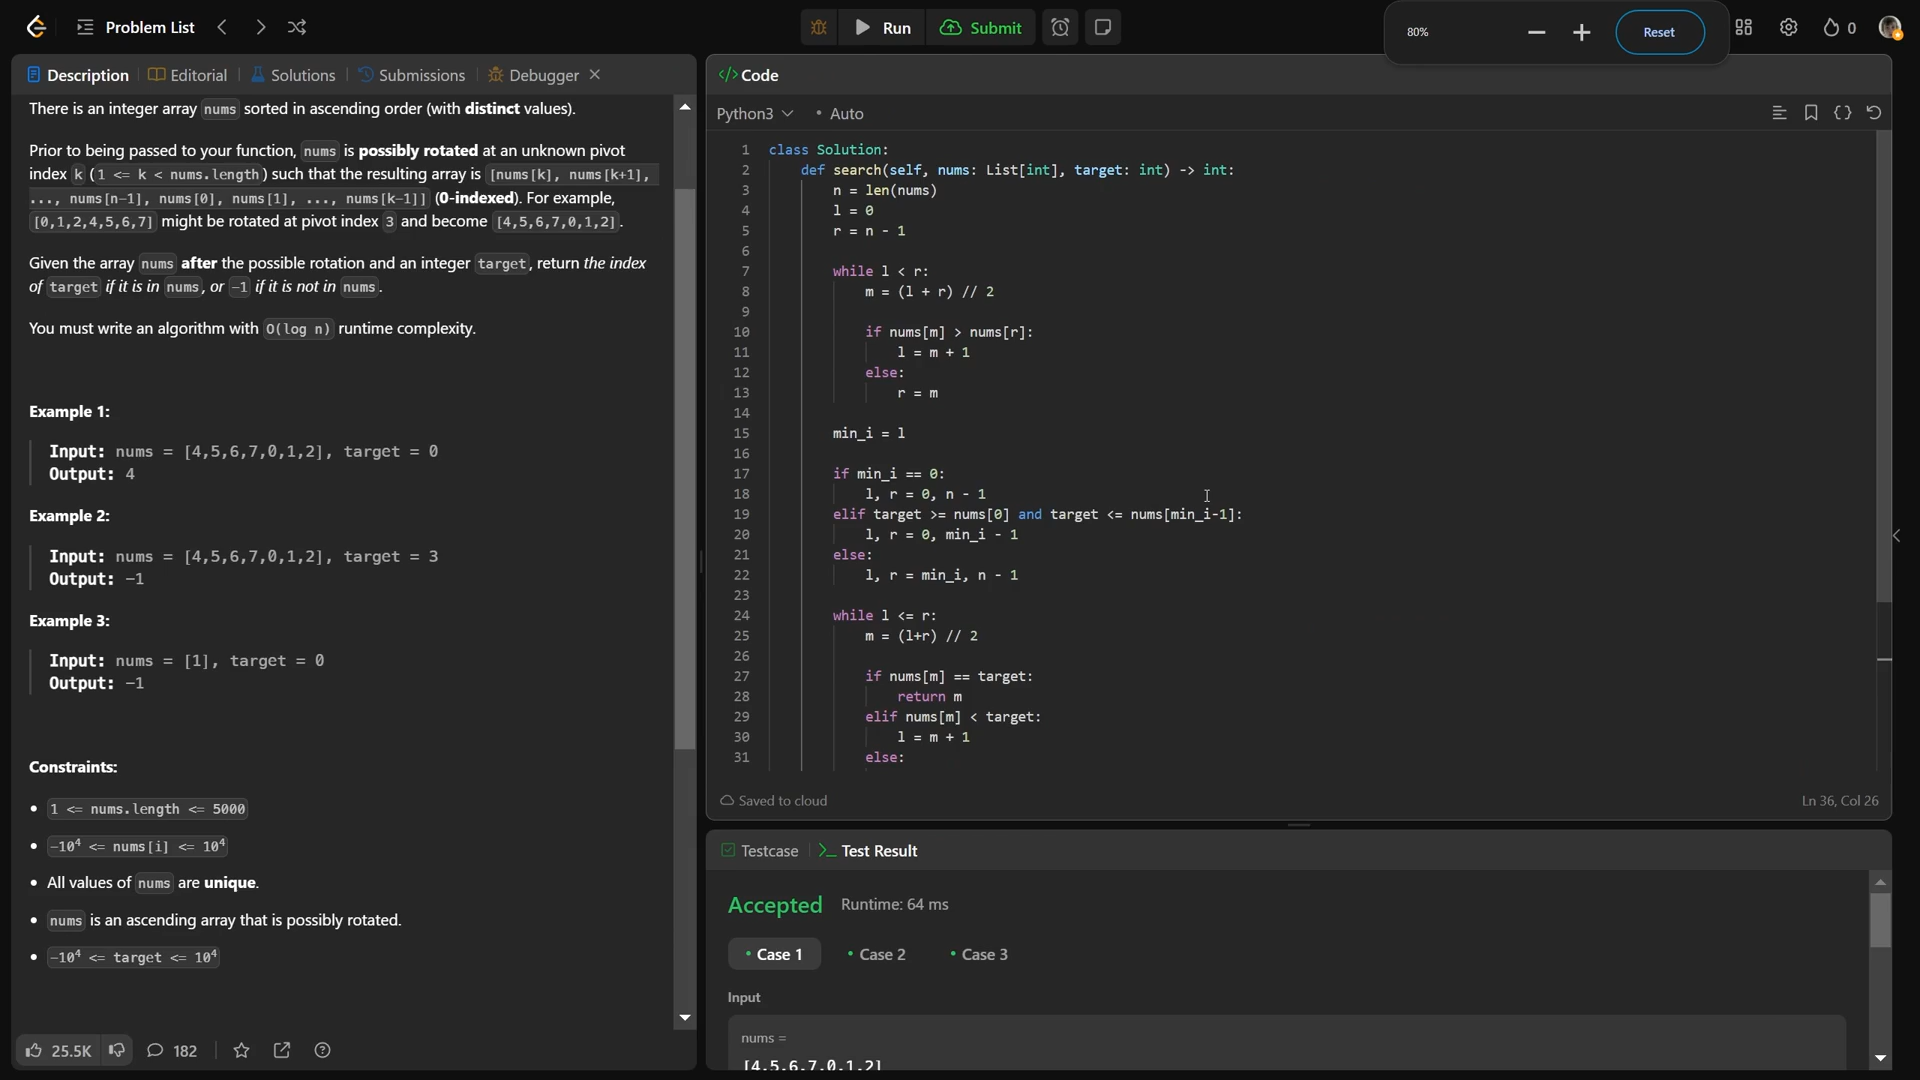 Problem List
Run
Submit
80%
Reset
0
Description
Editorial
Solutions
Submissions
Debugger
There is an integer array nums sorted in ascending order (with distinct values).
Prior to being passed to your function, nums is possibly rotated at an unknown pivot
index k (1 <= k < nums.length) such that the resulting array is [nums[k], nums[k+1],
..., nums[n-1], nums[0], nums[1], ..., nums[k-1]] (0-indexed). For example,
[0,1,2,4,5,6,7] might be rotated at pivot index 3 and become [4,5,6,7,0,1,2].
Given the array nums after the possible rotation and an integer target, return the index
of target if it is in nums, or -1 if it is not in nums.
You must write an algorithm with O(log n) runtime complexity.
Example 1:
Input: nums = [4,5,6,7,0,1,2], target = 0
Output: 4
Example 2:
Input: nums = [4,5,6,7,0,1,2], target = 3
Output: -1
Example 3:
Input: nums = [1], target = 0
Output: -1
Constraints:
• 1 <= nums.length <= 5000
• -10⁴ <= nums[i] <= 10⁴
• All values of nums are unique.
• nums is an ascending array that is possibly rotated.
• -10⁴ <= target <= 10⁴
25.5K
182
</> Code
Python3
• Auto
1 class Solution:
2     def search(self, nums: List[int], target: int) -> int:
3         n = len(nums)
4         l = 0
5         r = n - 1
6
7         while l < r:
8             m = (l + r) // 2
9
10             if nums[m] > nums[r]:
11                 l = m + 1
12             else:
13                 r = m
14
15         min_i = l
16
17         if min_i == 0:
18             l, r = 0, n - 1
19         elif target >= nums[0] and target <= nums[min_i-1]:
20             l, r = 0, min_i - 1
21         else:
22             l, r = min_i, n - 1
23
24         while l <= r:
25             m = (l+r) // 2
26
27             if nums[m] == target:
28                 return m
29             elif nums[m] < target:
30                 l = m + 1
31             else:
Saved to cloud
Ln 36, Col 26
Testcase
Test Result
Accepted
Runtime: 64 ms
• Case 1
• Case 2
• Case 3
Input
nums =
[4,5,6,7,0,1,2]